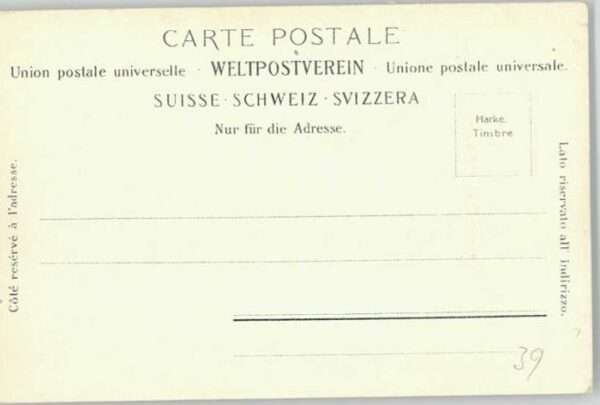 CARTE POSTALE
Union postale universelle · WELTPOSTVEREIN · Unione postale universale.
SUISSE · SCHWEIZ · SVIZZERA
Nur für die Adresse.
Marke.
Timbre
Côté resérvé à l'adresse.
Lato riservato all' indirizzo.
39